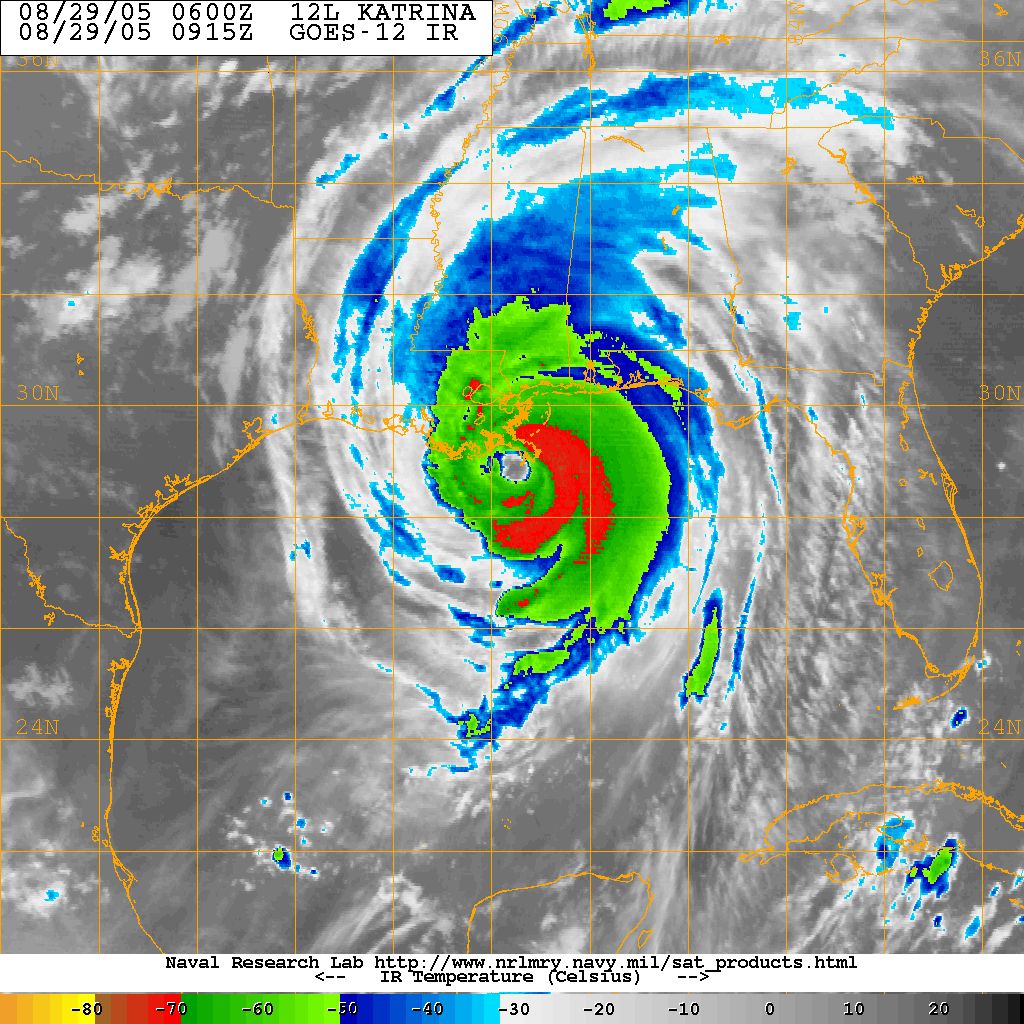 08/29/05 0600Z 12L KATRINA
08/29/05 0915Z GOES-12 IR
36N 36N
30N 30N
24N 24N
Naval Research Lab http://www.nrlmry.navy.mil/sat_products.html
<-- IR Temperature (Celsius) -->
-80 -70 -60 -50 -40 -30 -20 -10 0 10 20